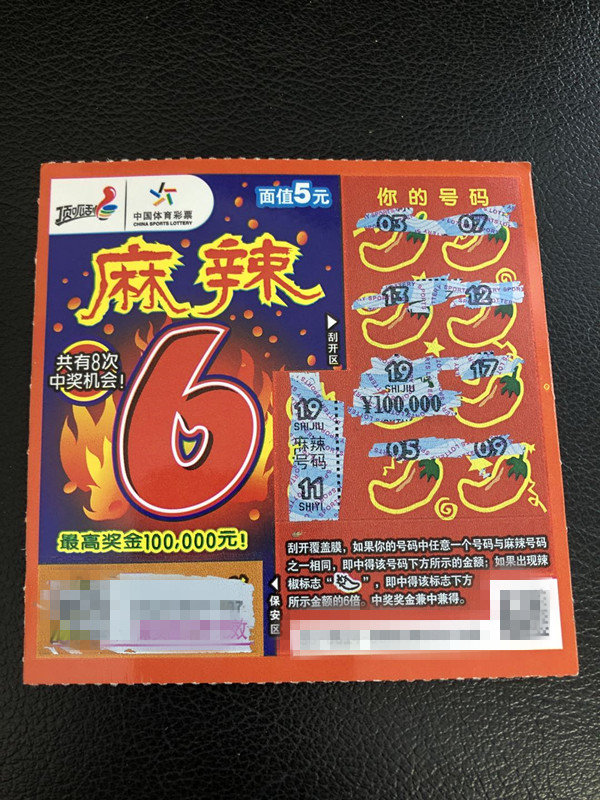 顶呱刮
中国体育彩票
CHINA SPORTS LOTTERY
面值5元
麻辣
6
共有8次
中奖机会!
最高奖金100,000元!
刮开区
你的号码
03 07
13 12
19 17
SHIJIU
¥100,000
05 09
19
SHIJIU
麻辣
号码
11
SHIYI
刮开覆盖膜,如果你的号码中任意一个号码与麻辣号码
之一相同,即中得该号码下方所示的金额;如果出现辣
椒标志“ ”,即中得该标志下方
所示金额的6倍。中奖奖金兼中兼得。
保安区